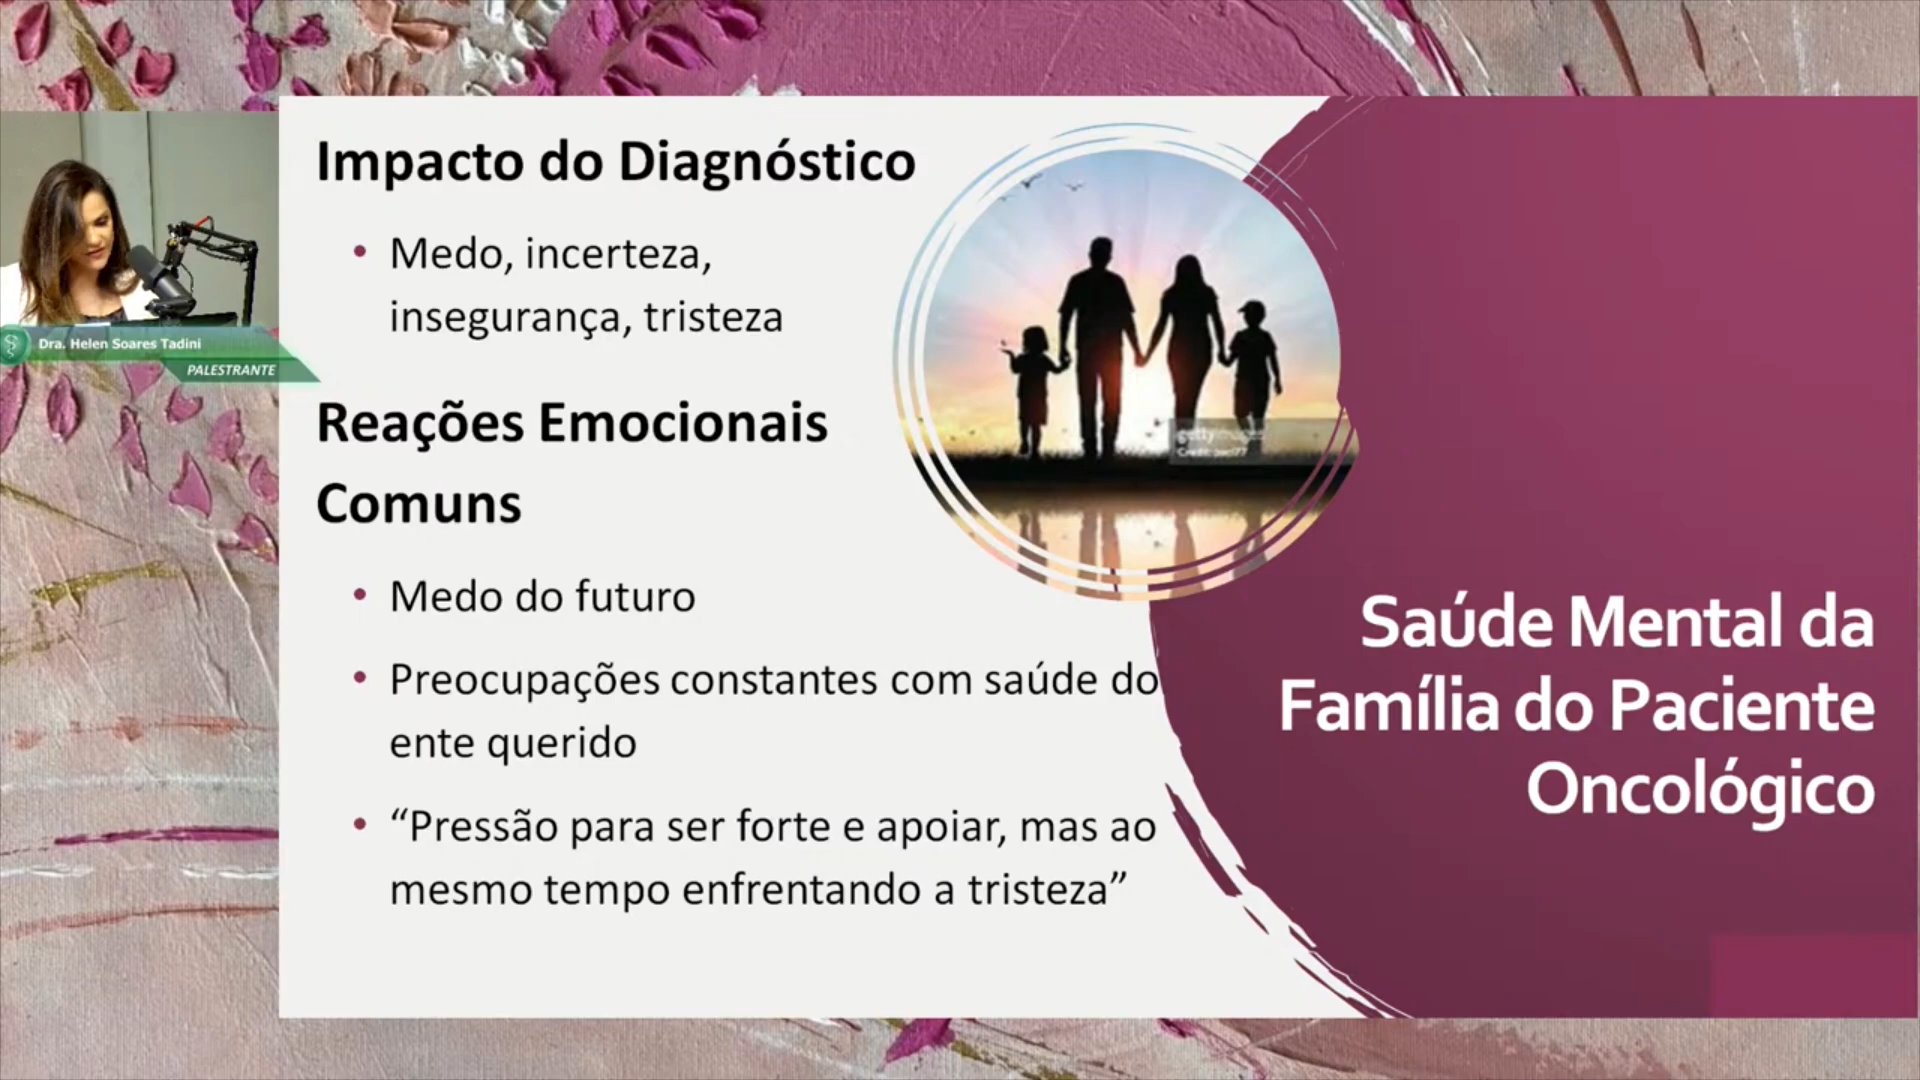 Impacto do Diagnóstico
• Medo, incerteza,
insegurança, tristeza
Dra. Helen Soares Tadini
PALESTRANTE
Reações Emocionais
Comuns
• Medo do futuro
• Preocupações constantes com saúde do
ente querido
• “Pressão para ser forte e apoiar, mas ao
mesmo tempo enfrentando a tristeza”
gettyimages
Saúde Mental da
Família do Paciente
Oncológico